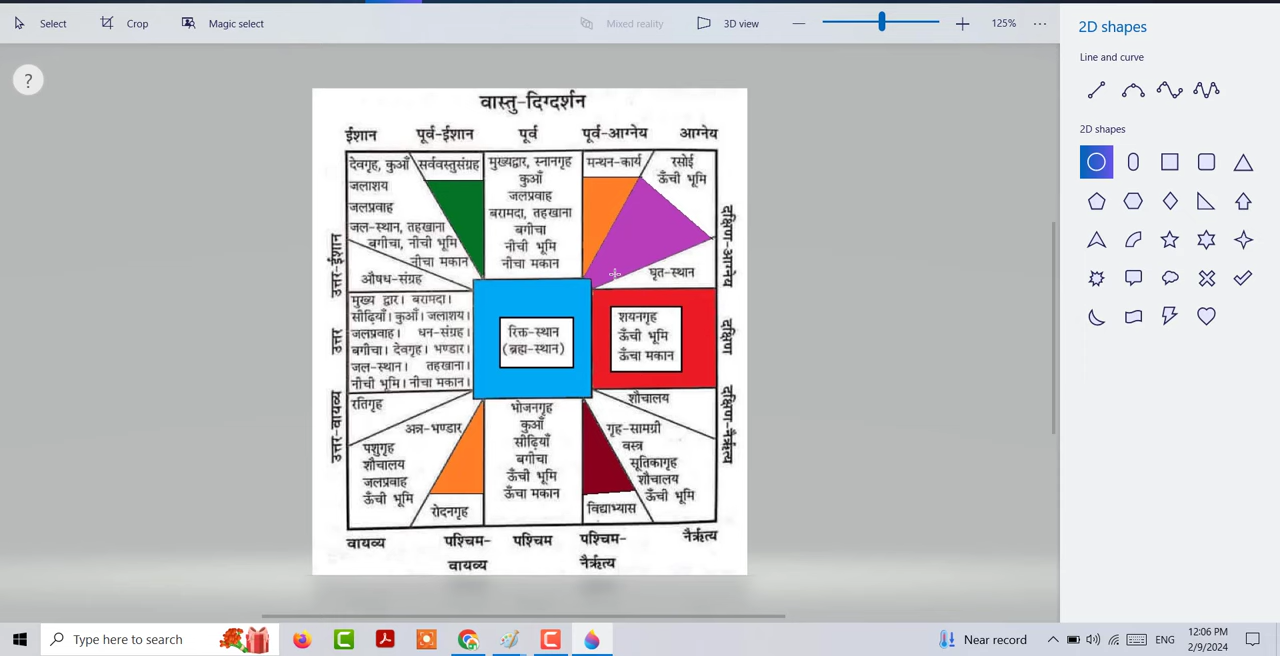 Select
Crop
Magic select
Mixed reality
3D view
125%
2D shapes
Line and curve
2D shapes
?
वास्तु-दिग्दर्शन
ईशान
पूर्व-ईशान
पूर्व
पूर्व-आग्नेय
आग्नेय
देवगृह, कुआँ
जलाशय
जलप्रवाह
जल-स्थान, तहखाना
बगीचा, नीची भूमि
नीचा मकान
सर्ववस्तुसंग्रह
मुख्यद्वार, स्नानगृह
कुआँ
जलप्रवाह
बरामदा, तहखाना
बगीचा
नीची भूमि
नीचा मकान
मन्थन-कार्य
रसोई
ऊँची भूमि
उत्तर-ईशान
औषध-संग्रह
घृत-स्थान
दक्षिण-आग्नेय
उत्तर
मुख्य द्वार। बरामदा।
सीढ़ियाँ। कुआँ। जलाशय।
जलप्रवाह। धन-संग्रह।
बगीचा। देवगृह। भण्डार।
जल-स्थान। तहखाना।
नीची भूमि। नीचा मकान।
रिक्त-स्थान
(ब्रह्म-स्थान)
शयनगृह
ऊँची भूमि
ऊँचा मकान
दक्षिण
उत्तर-वायव्य
रतिगृह
अन्न-भण्डार
पशुगृह
शौचालय
जलप्रवाह
ऊँची भूमि
रोदनगृह
भोजनगृह
कुआँ
सीढ़ियाँ
बगीचा
ऊँची भूमि
ऊँचा मकान
शौचालय
गृह-सामग्री
वस्त्र
सूतिकागृह
शौचालय
ऊँची भूमि
विद्याभ्यास
दक्षिण-नैर्ऋत्य
वायव्य
पश्चिम-
वायव्य
पश्चिम
पश्चिम-
नैर्ऋत्य
नैर्ऋत्य
Type here to search
Near record
ENG
12:06 PM
2/9/2024